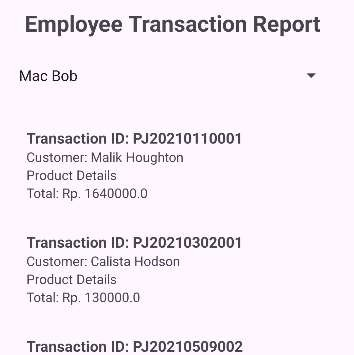 Employee Transaction Report
Mac Bob
Transaction ID: PJ20210110001
Customer: Malik Houghton
Product Details
Total: Rp. 1640000.0
Transaction ID: PJ20210302001
Customer: Calista Hodson
Product Details
Total: Rp. 130000.0
Transaction ID: PJ20210509002